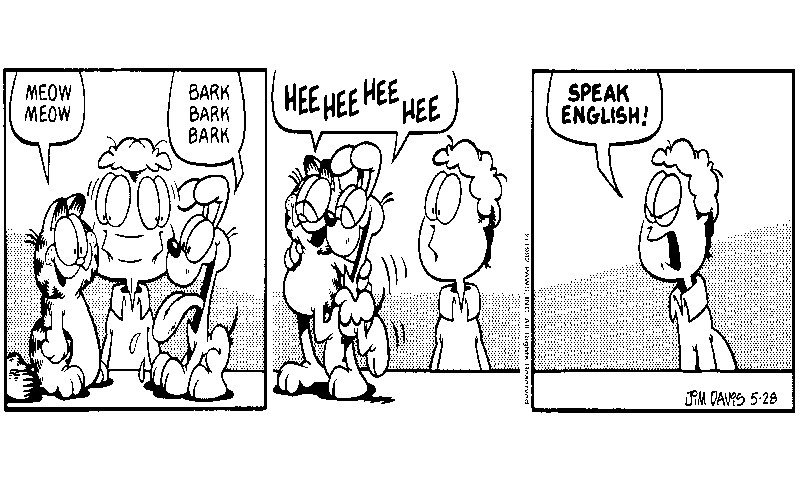 MEOW
MEOW
BARK
BARK
BARK
HEE HEE HEE HEE
SPEAK
ENGLISH!
JIM DAVIS 5-28